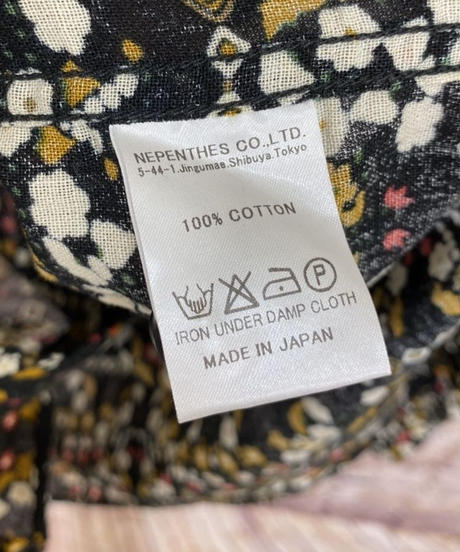 NEPENTHES CO.,LTD.
5-44-1.Jingumae.Shibuya.Tokyo
100% COTTON
P
IRON UNDER DAMP CLOTH
MADE IN JAPAN